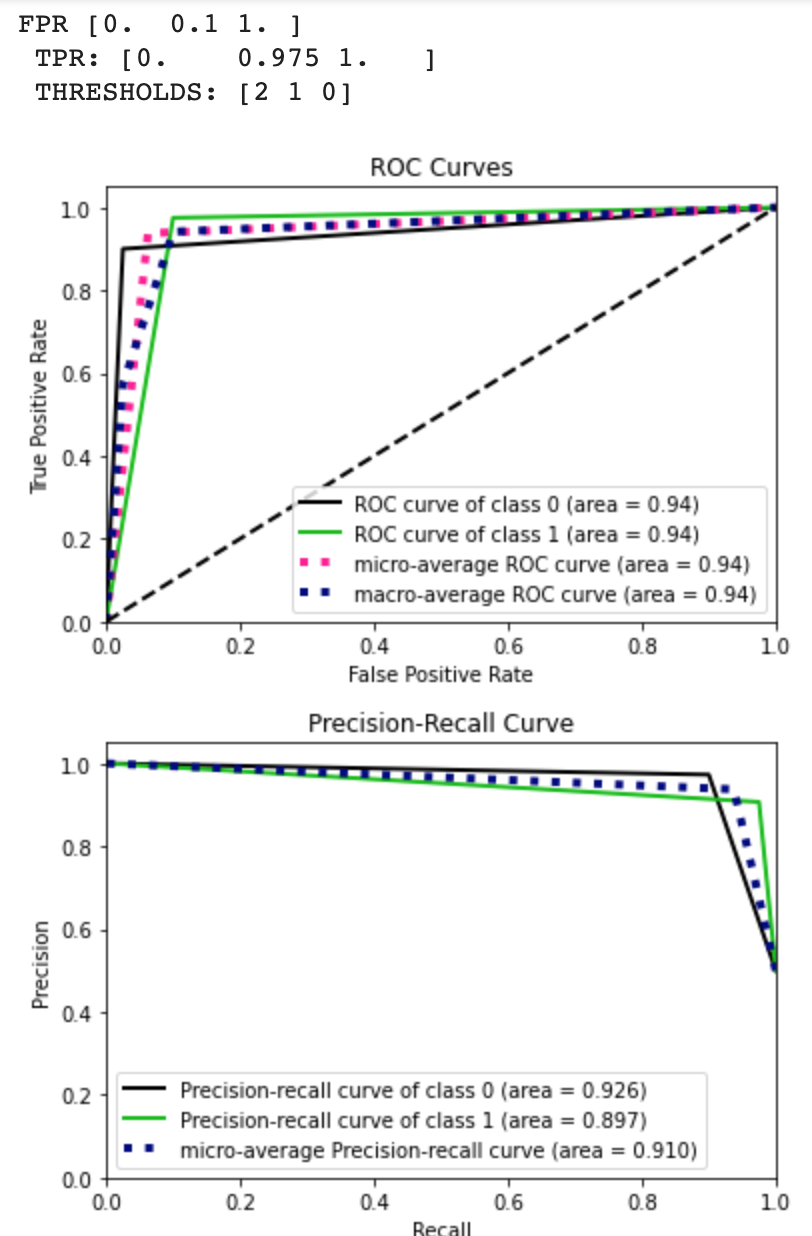 FPR [0.  0.1 1. ]
TPR: [0.    0.975 1.   ]
THRESHOLDS: [2 1 0]
ROC Curves
True Positive Rate
1.0
0.8
0.6
0.4
0.2
0.0
ROC curve of class 0 (area = 0.94)
ROC curve of class 1 (area = 0.94)
micro-average ROC curve (area = 0.94)
macro-average ROC curve (area = 0.94)
0.0 0.2 0.4 0.6 0.8 1.0
False Positive Rate
Precision-Recall Curve
Precision
1.0
0.8
0.6
0.4
0.2
0.0
Precision-recall curve of class 0 (area = 0.926)
Precision-recall curve of class 1 (area = 0.897)
micro-average Precision-recall curve (area = 0.910)
0.0 0.2 0.4 0.6 0.8 1.0
Recall